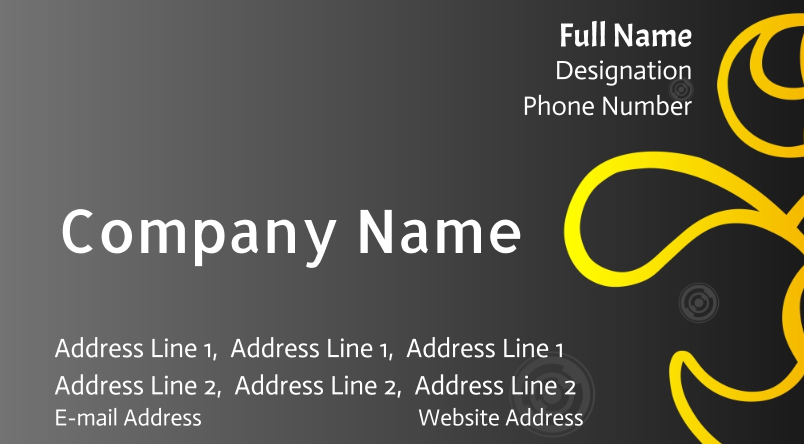 Full Name
Designation
Phone Number
Company Name
Address Line 1,  Address Line 1,  Address Line 1
Address Line 2,  Address Line 2,  Address Line 2
E-mail Address  Website Address